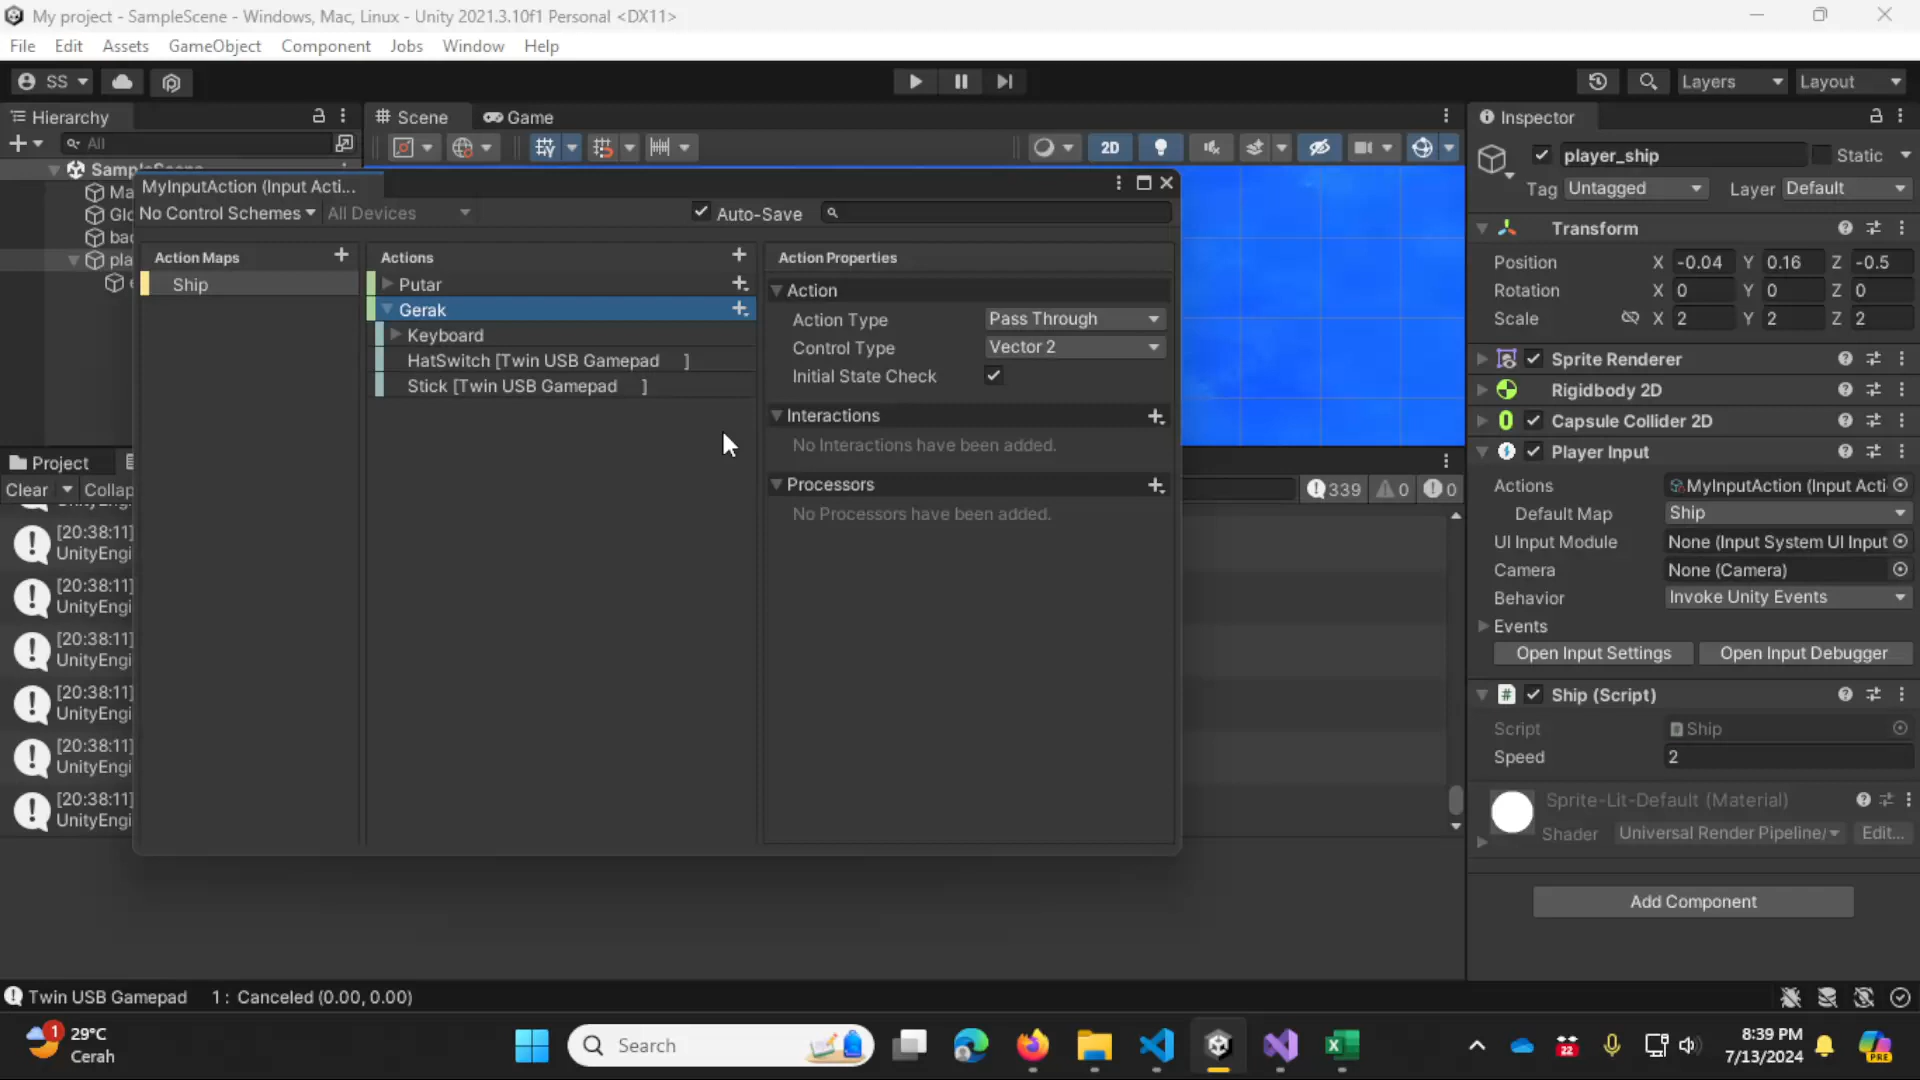 My project - SampleScene - Windows, Mac, Linux - Unity 2021.3.10f1 Personal <DX11>
File Edit Assets GameObject Component Jobs Window Help
SS Layers Layout
Hierarchy Scene Game Inspector
All 2D player_ship Static
Tag Untagged Layer Default
MyInputAction (Input Acti...
No Control Schemes All Devices Auto-Save
Action Maps Actions Action Properties
Ship
Putar
Gerak
Keyboard
HatSwitch [Twin USB Gamepad ]
Stick [Twin USB Gamepad ]
Action
Action Type Pass Through
Control Type Vector 2
Initial State Check
Interactions
No Interactions have been added.
Processors
No Processors have been added.
Transform
Position X -0.04 Y 0.16 Z -0.5
Rotation X 0 Y 0 Z 0
Scale X 2 Y 2 Z 2
Sprite Renderer
Rigidbody 2D
Capsule Collider 2D
Player Input
Actions MyInputAction (Input Acti
Default Map Ship
UI Input Module None (Input System UI Input
Camera None (Camera)
Behavior Invoke Unity Events
Events
Open Input Settings Open Input Debugger
Ship (Script)
Script Ship
Speed 2
Sprite-Lit-Default (Material)
Shader Universal Render Pipeline/ Edit...
Add Component
Project
Clear Collap 339 0 0
[20:38:11]
UnityEngi
[20:38:11]
UnityEngi
[20:38:11]
UnityEngi
[20:38:11]
UnityEngi
[20:38:11]
UnityEngi
[20:38:11]
UnityEngi
Twin USB Gamepad 1 : Canceled (0.00, 0.00)
1 29°C
Cerah
Search
22
8:39 PM
7/13/2024
PRE